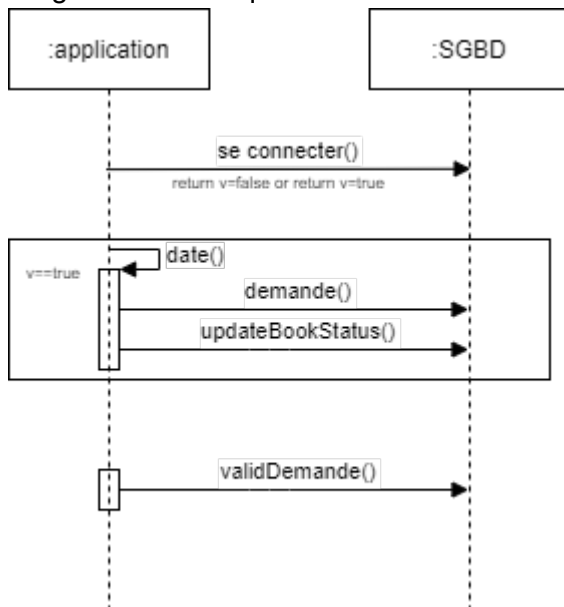 :application
:SGBD
se connecter()
return v=false or return v=true
date()
v==true
demande()
updateBookStatus()
validDemande()